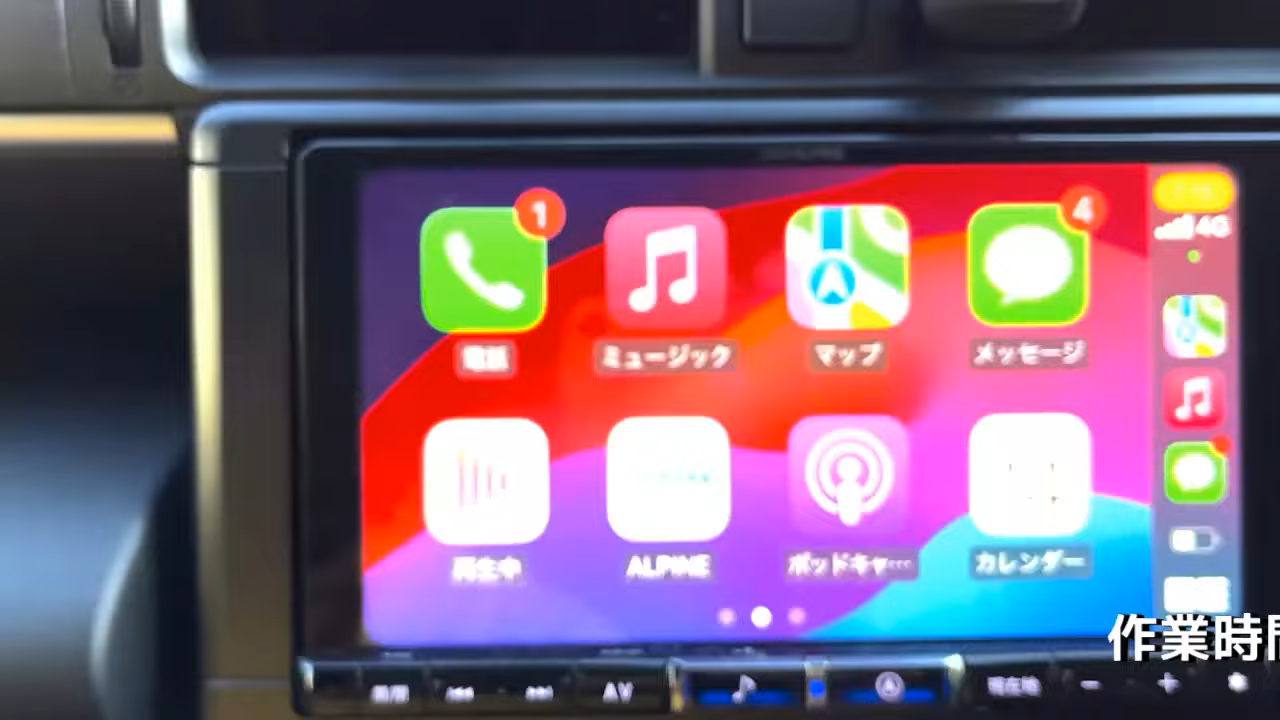 1
4
4G
電話
ミュージック
マップ
メッセージ
再生中
ALPINE
ポッドキャ…
カレンダー
作業時間
AV
現在地